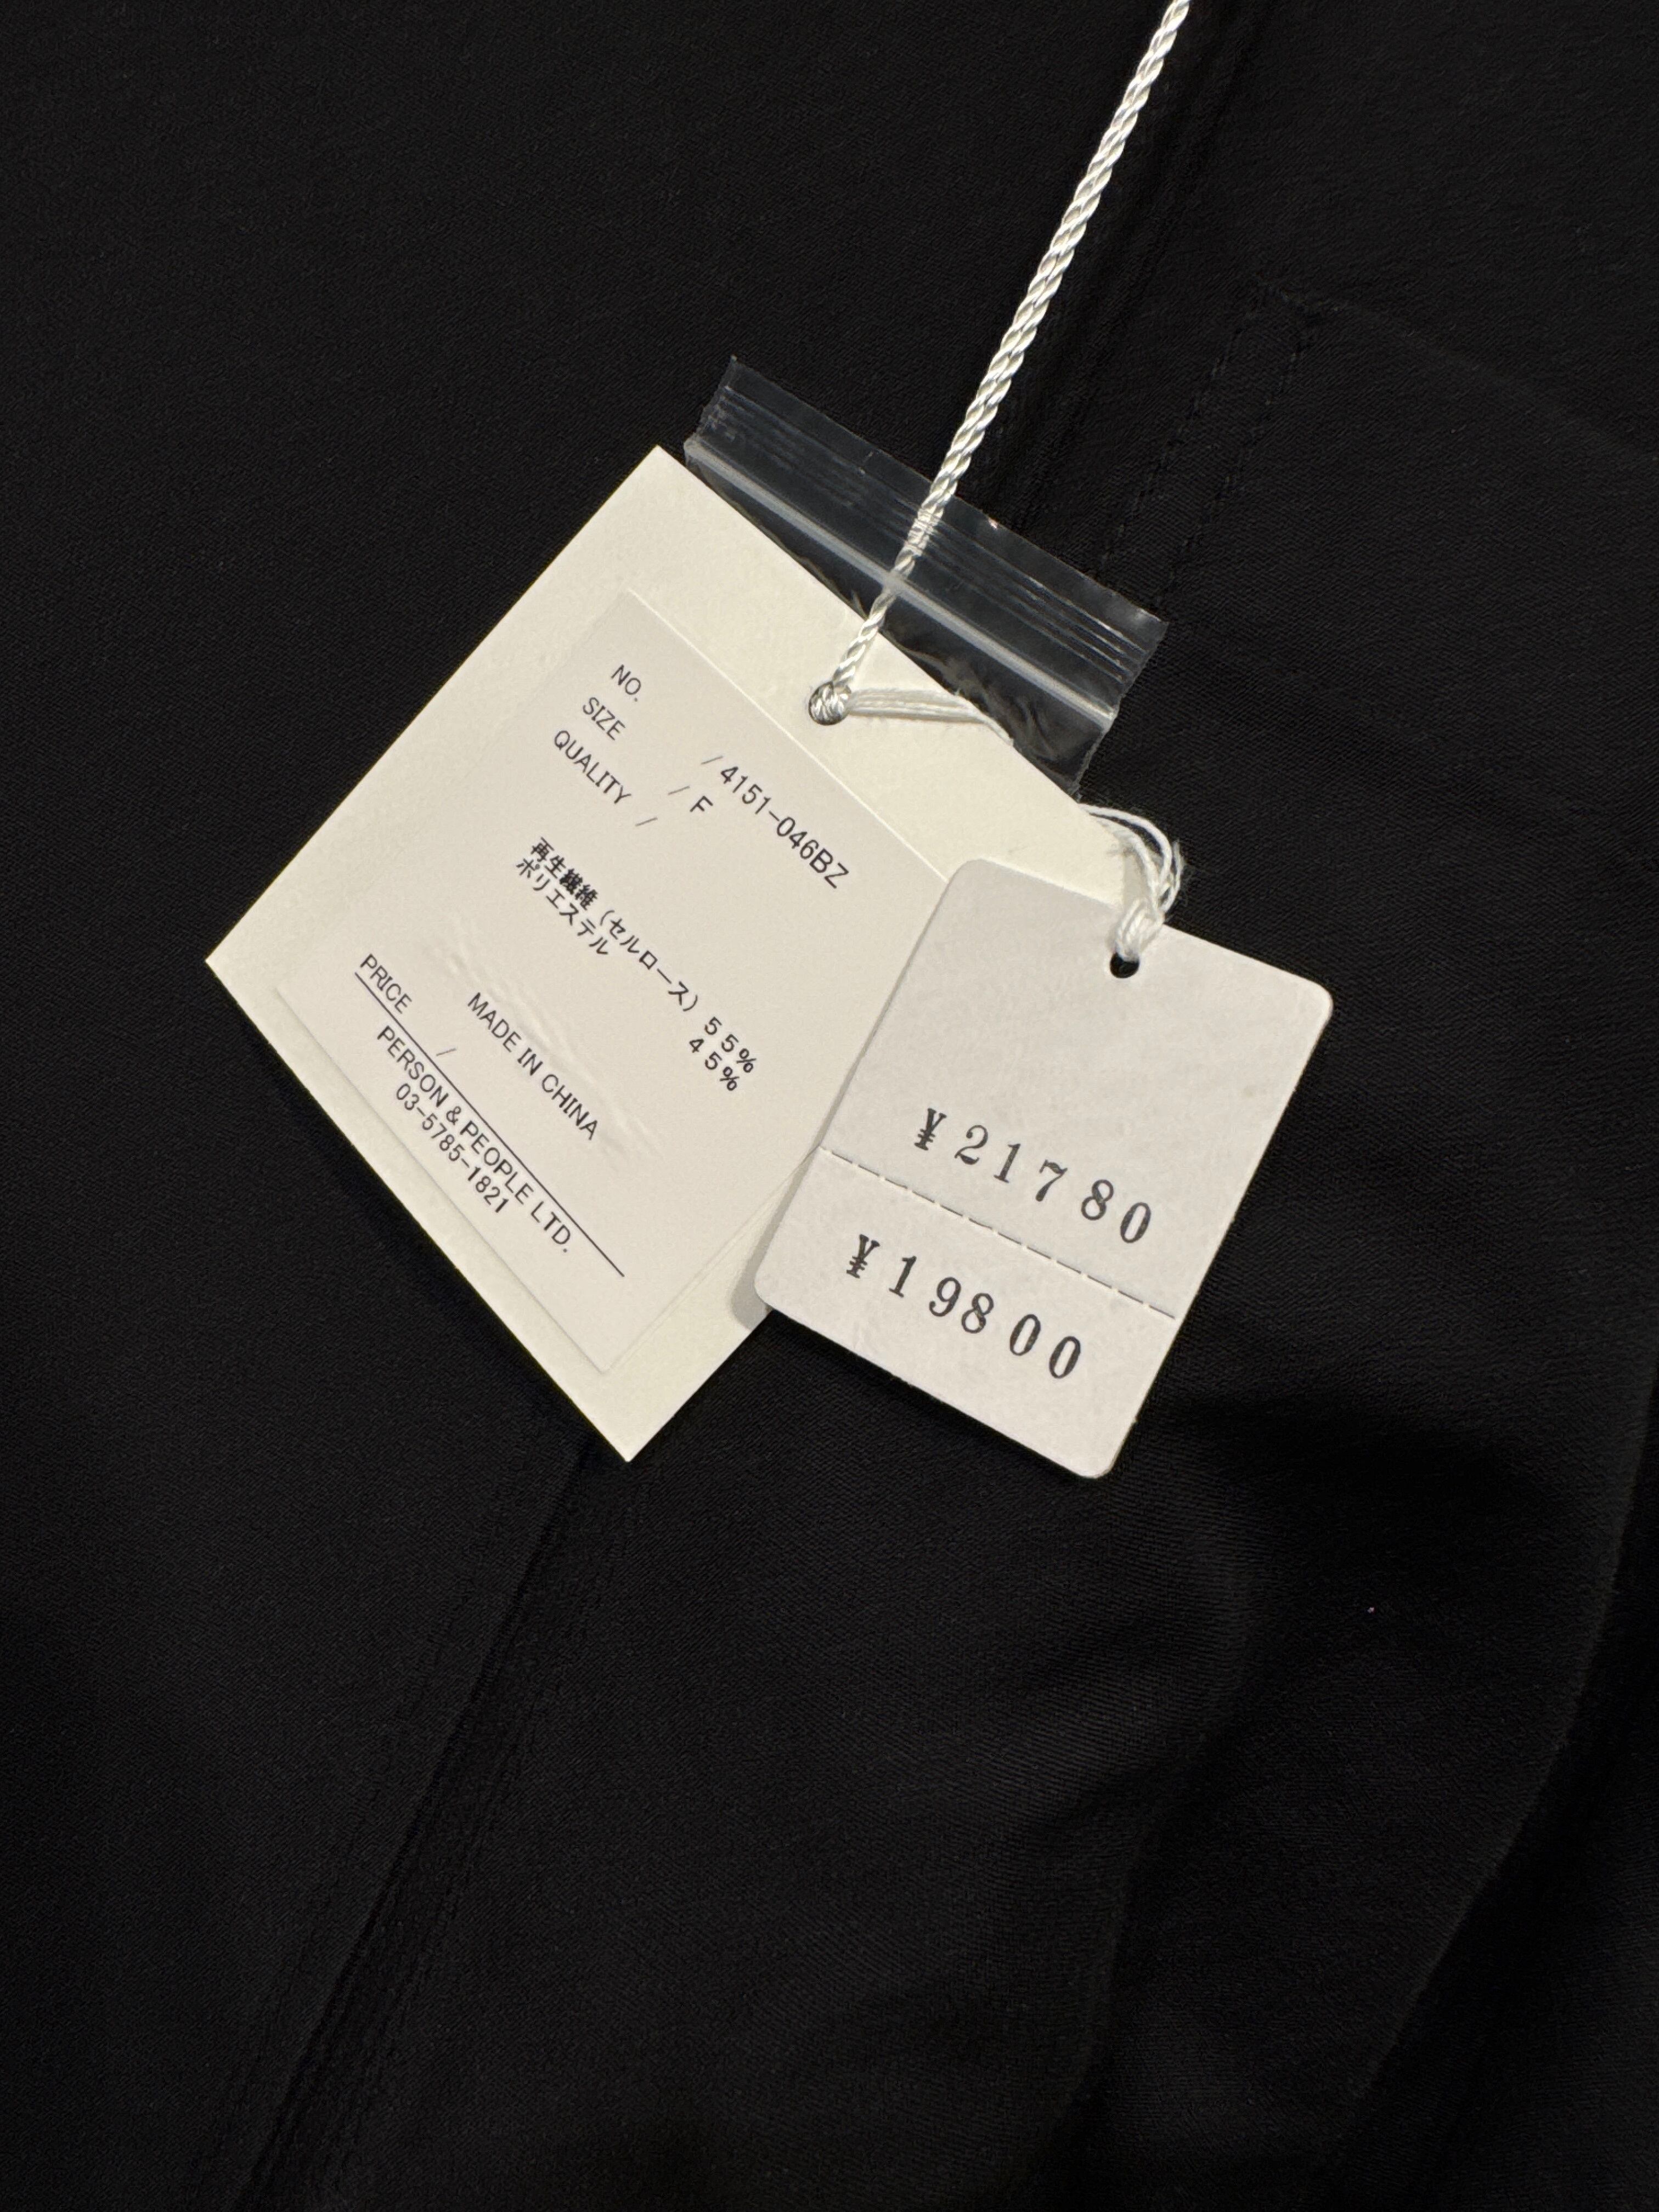 NO. / 4151-046BZ
SIZE / F
QUALITY /
再生繊維（セルロース） 55%
ポリエステル 45%
MADE IN CHINA
PRICE /
PERSON & PEOPLE LTD.
03-5785-1821
¥21780
¥19800